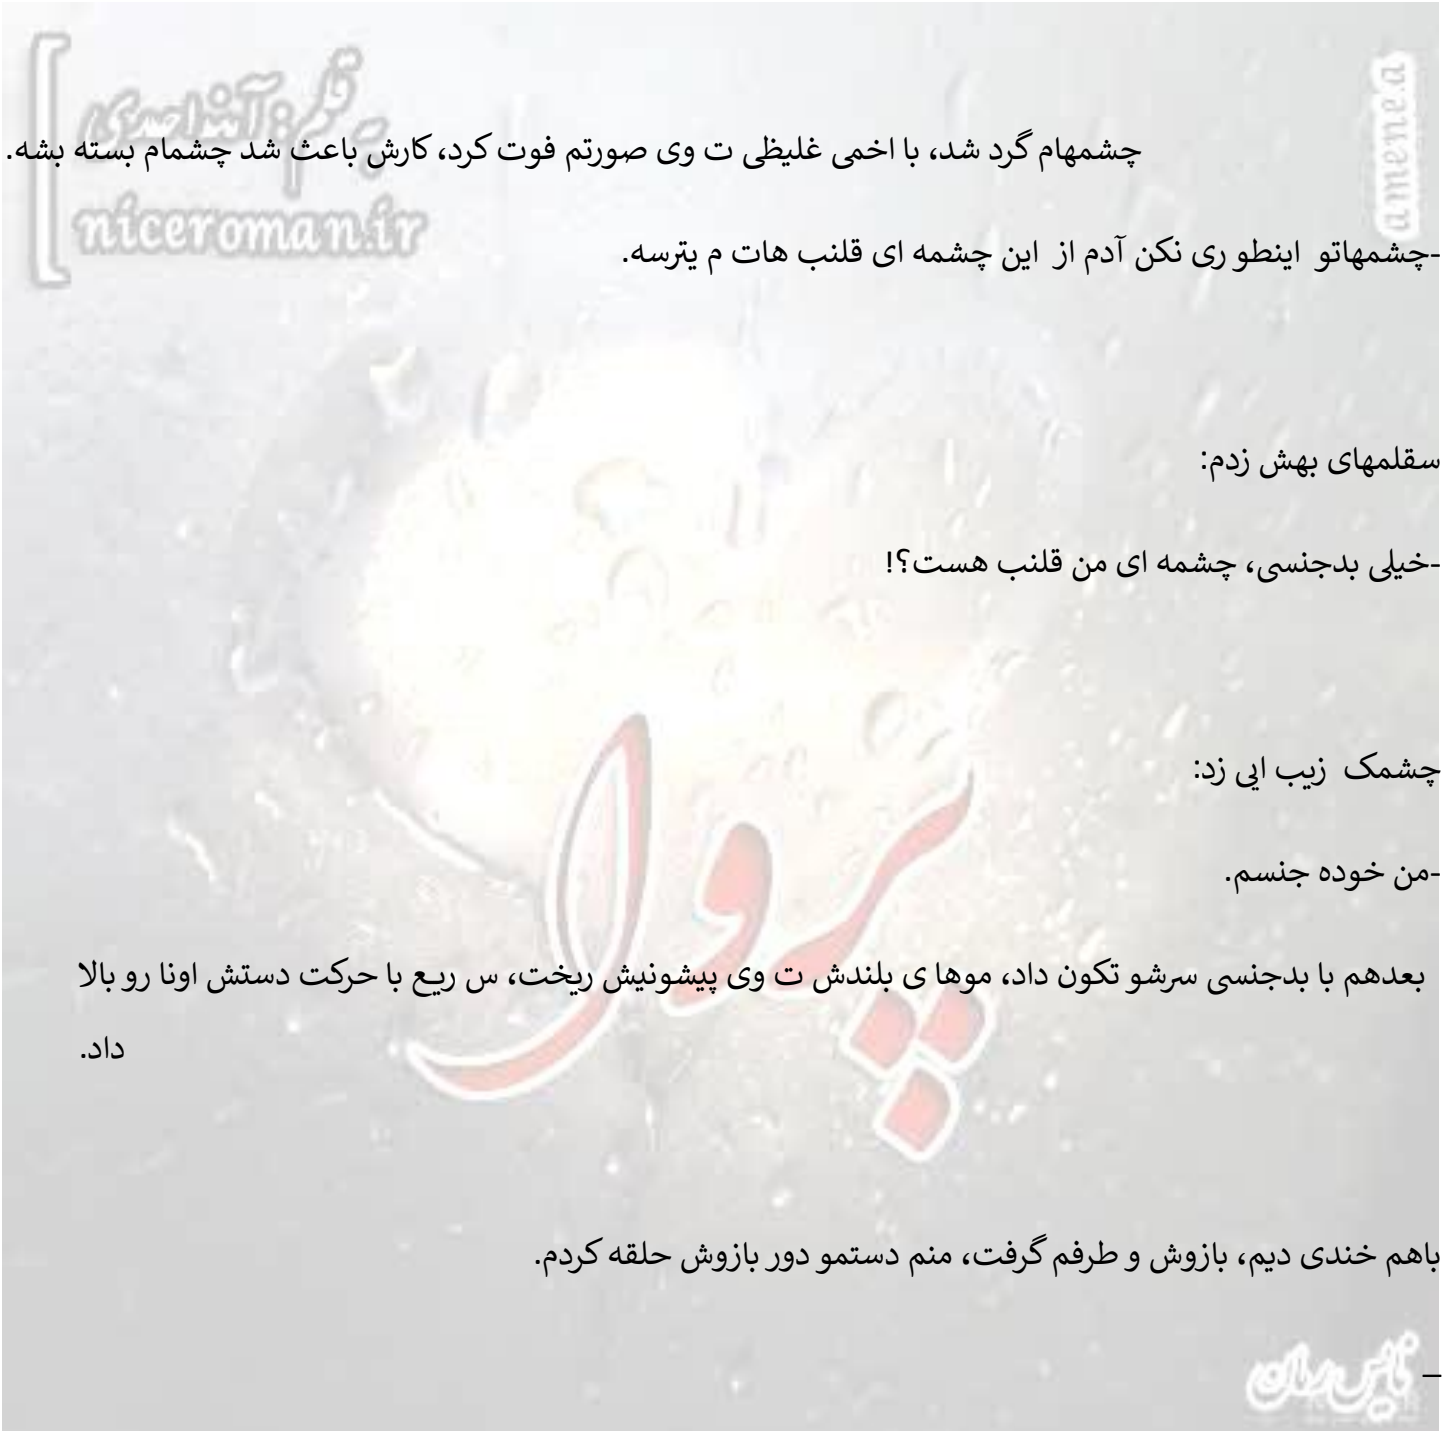 قلم: آمنه احمدی
niceroman.ir
amene.a
چشمهام گرد شد، با اخمی غلیظی ت وی صورتم فوت کرد، کارش باعث شد چشمام بسته بشه.
-چشمهاتو اینطو ری نکن آدم از این چشمه ای قلنب هات م یترسه.
سقلمهای بهش زدم:
-خیلی بدجنسی، چشمه ای من قلنب هست؟!
چشمک زیب ایی زد:
-من خوده جنسم.
بعدهم با بدجنسی سرشو تکون داد، موها ی بلندش ت وی پیشونیش ریخت، س ریع با حرکت دستش اونا رو بالا
داد.
پروا
باهم خندی دیم، بازوش و طرفم گرفت، منم دستمو دور بازوش حلقه کردم.
–
نایس رمان